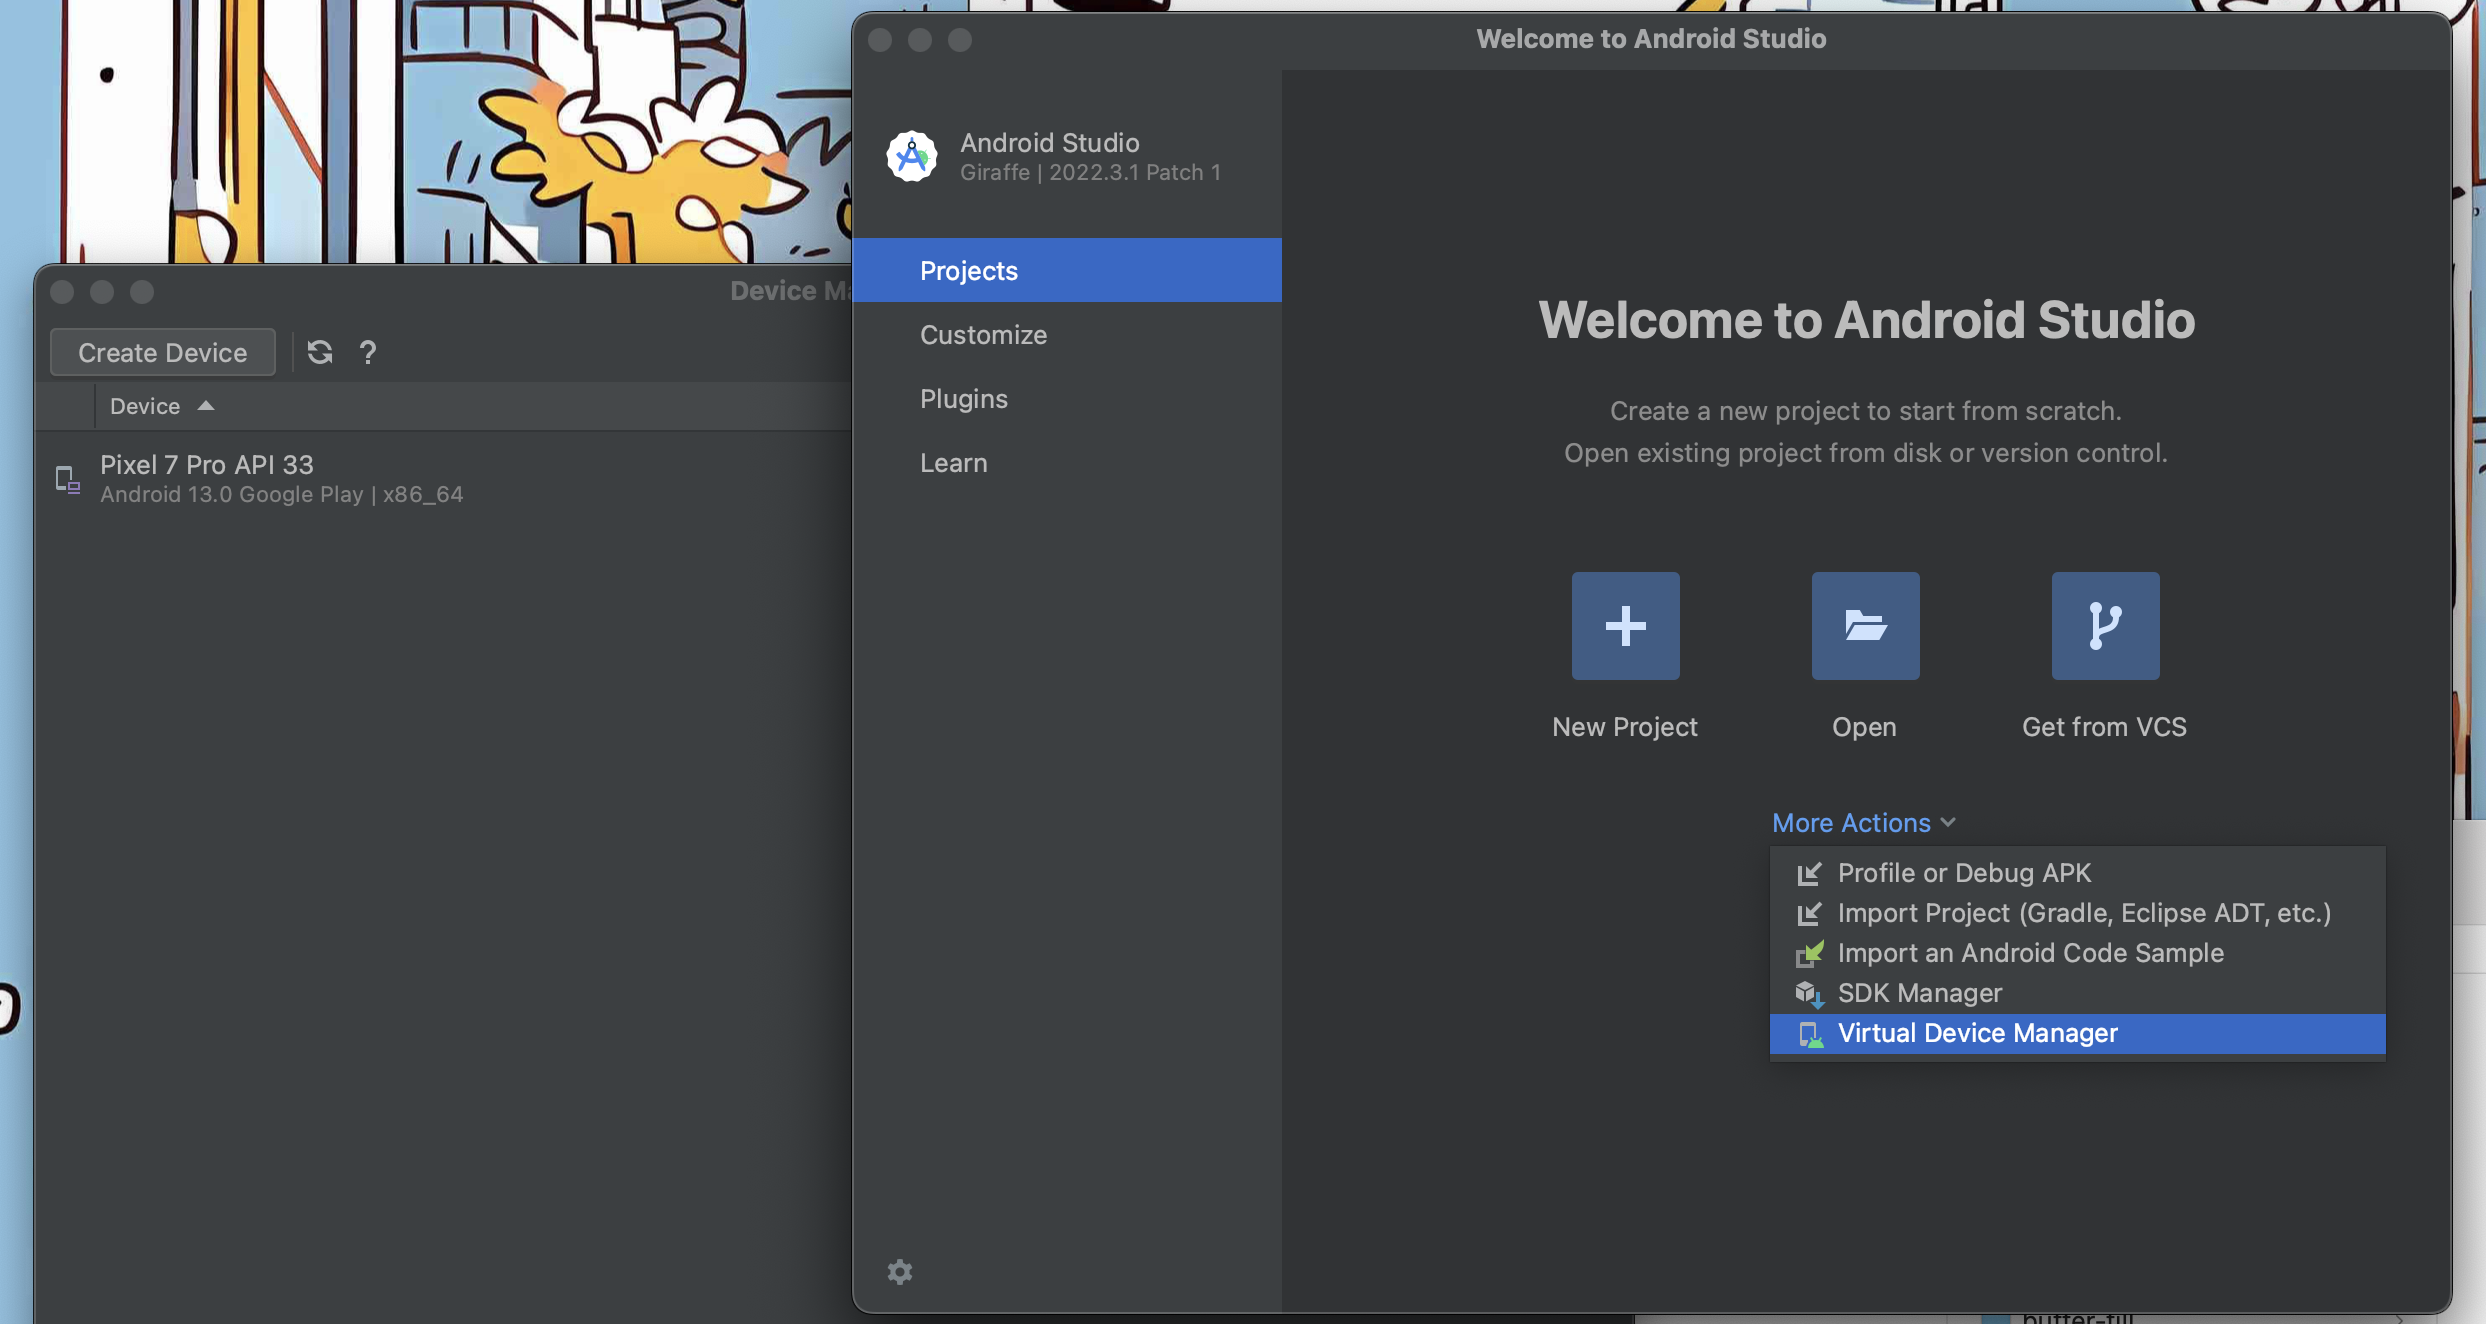 Welcome to Android Studio
Android Studio
Giraffe | 2022.3.1 Patch 1
Projects
Customize
Plugins
Learn
Device Ma
Create Device
?
Device
Pixel 7 Pro API 33
Android 13.0 Google Play | x86_64
Welcome to Android Studio
Create a new project to start from scratch.
Open existing project from disk or version control.
New Project
Open
Get from VCS
More Actions
Profile or Debug APK
Import Project (Gradle, Eclipse ADT, etc.)
Import an Android Code Sample
SDK Manager
Virtual Device Manager